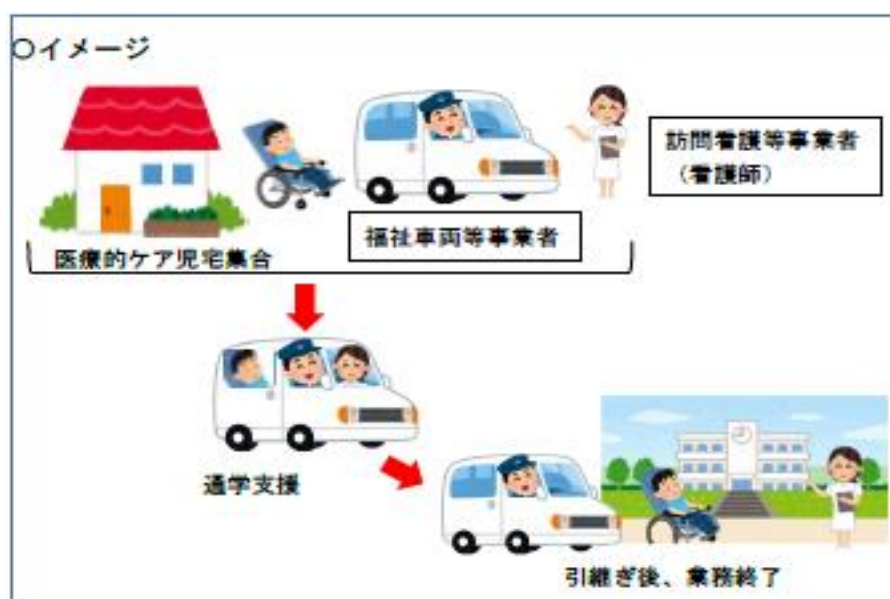 ○イメージ
訪問看護等事業者
（看護師）
福祉車両等事業者
医療的ケア児宅集合
通学支援
引継ぎ後、業務終了